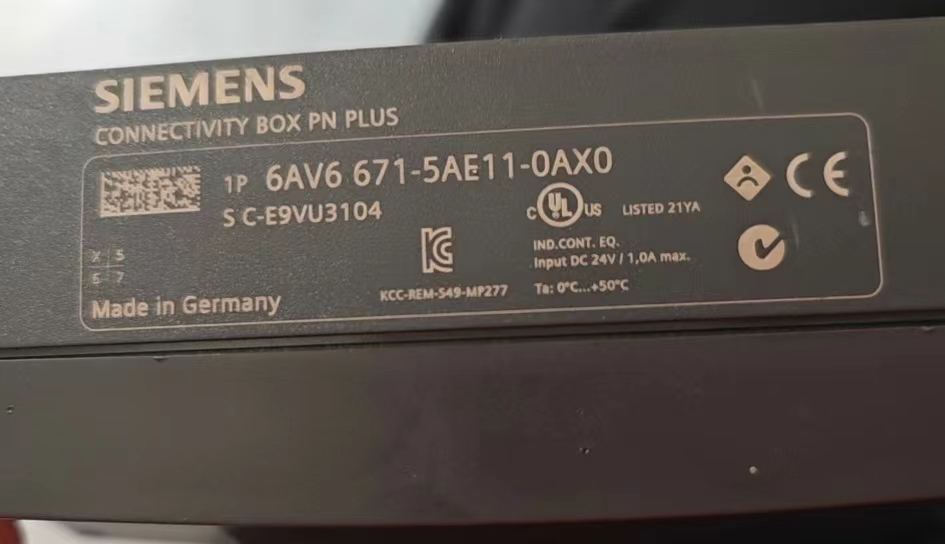 SIEMENS
CONNECTIVITY BOX PN PLUS
1P 6AV6 671-5AE11-0AX0
S C-E9VU3104
C UL US LISTED 21YA
CE
X 5
6 7
IND.CONT. EQ.
Input DC 24V / 1,0A max.
Made in Germany
KCC-REM-S49-MP277
Ta: 0°C...+50°C